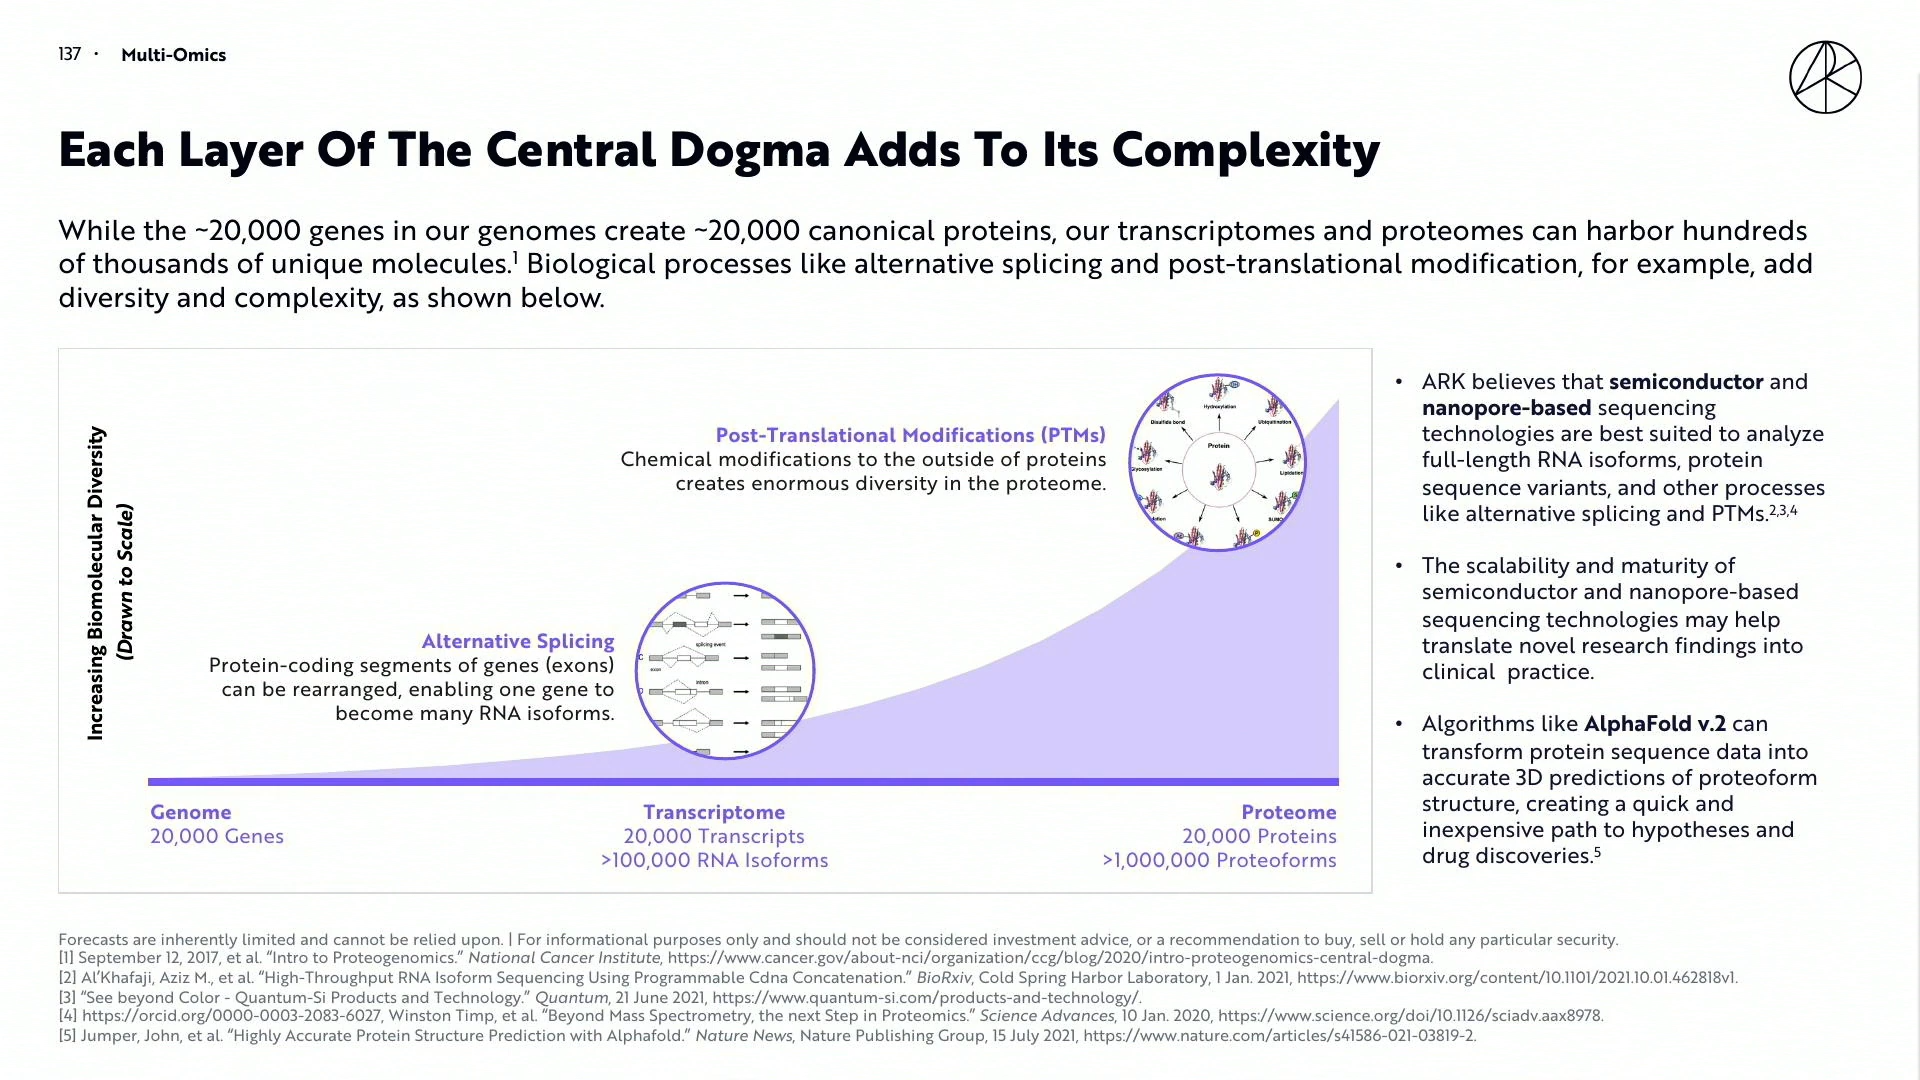 137 · Multi-Omics
Each Layer Of The Central Dogma Adds To Its Complexity
While the ~20,000 genes in our genomes create ~20,000 canonical proteins, our transcriptomes and proteomes can harbor hundreds
of thousands of unique molecules.1 Biological processes like alternative splicing and post-translational modification, for example, add
diversity and complexity, as shown below.
Increasing Biomolecular Diversity
(Drawn to Scale)
Post-Translational Modifications (PTMs)
Chemical modifications to the outside of proteins
creates enormous diversity in the proteome.
Hydroxylation
Disulfide bond
Ubiquitination
Protein
Glycosylation
Lipidation
SUMO
Alternative Splicing
Protein-coding segments of genes (exons)
can be rearranged, enabling one gene to
become many RNA isoforms.
splicing event
exon
intron
Genome
20,000 Genes
Transcriptome
20,000 Transcripts
>100,000 RNA Isoforms
Proteome
20,000 Proteins
>1,000,000 Proteoforms
• ARK believes that semiconductor and
nanopore-based sequencing
technologies are best suited to analyze
full-length RNA isoforms, protein
sequence variants, and other processes
like alternative splicing and PTMs.2,3,4
• The scalability and maturity of
semiconductor and nanopore-based
sequencing technologies may help
translate novel research findings into
clinical practice.
• Algorithms like AlphaFold v.2 can
transform protein sequence data into
accurate 3D predictions of proteoform
structure, creating a quick and
inexpensive path to hypotheses and
drug discoveries.5
Forecasts are inherently limited and cannot be relied upon. | For informational purposes only and should not be considered investment advice, or a recommendation to buy, sell or hold any particular security.
[1] September 12, 2017, et al. “Intro to Proteogenomics.” National Cancer Institute, https://www.cancer.gov/about-nci/organization/ccg/blog/2020/intro-proteogenomics-central-dogma.
[2] Al’Khafaji, Aziz M., et al. “High-Throughput RNA Isoform Sequencing Using Programmable Cdna Concatenation.” BioRxiv, Cold Spring Harbor Laboratory, 1 Jan. 2021, https://www.biorxiv.org/content/10.1101/2021.10.01.462818v1.
[3] “See beyond Color - Quantum-Si Products and Technology.” Quantum, 21 June 2021, https://www.quantum-si.com/products-and-technology/.
[4] https://orcid.org/0000-0003-2083-6027, Winston Timp, et al. “Beyond Mass Spectrometry, the next Step in Proteomics.” Science Advances, 10 Jan. 2020, https://www.science.org/doi/10.1126/sciadv.aax8978.
[5] Jumper, John, et al. “Highly Accurate Protein Structure Prediction with Alphafold.” Nature News, Nature Publishing Group, 15 July 2021, https://www.nature.com/articles/s41586-021-03819-2.